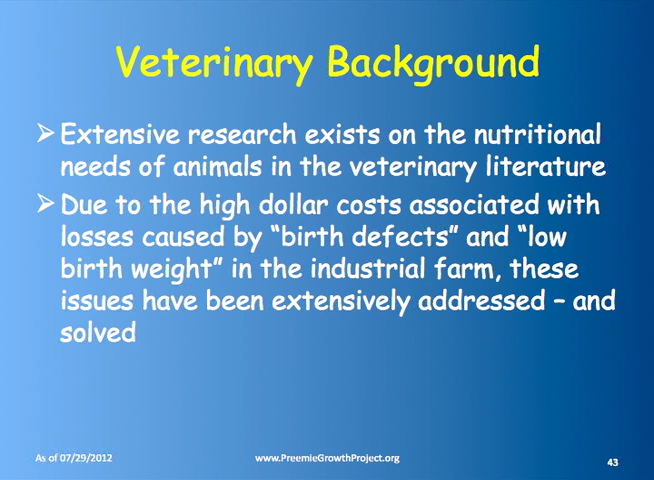 Veterinary Background
Extensive research exists on the nutritional
needs of animals in the veterinary literature
Due to the high dollar costs associated with
losses caused by “birth defects” and “low
birth weight” in the industrial farm, these
issues have been extensively addressed – and
solved
As of 07/29/2012
www.PreemieGrowthProject.org
43